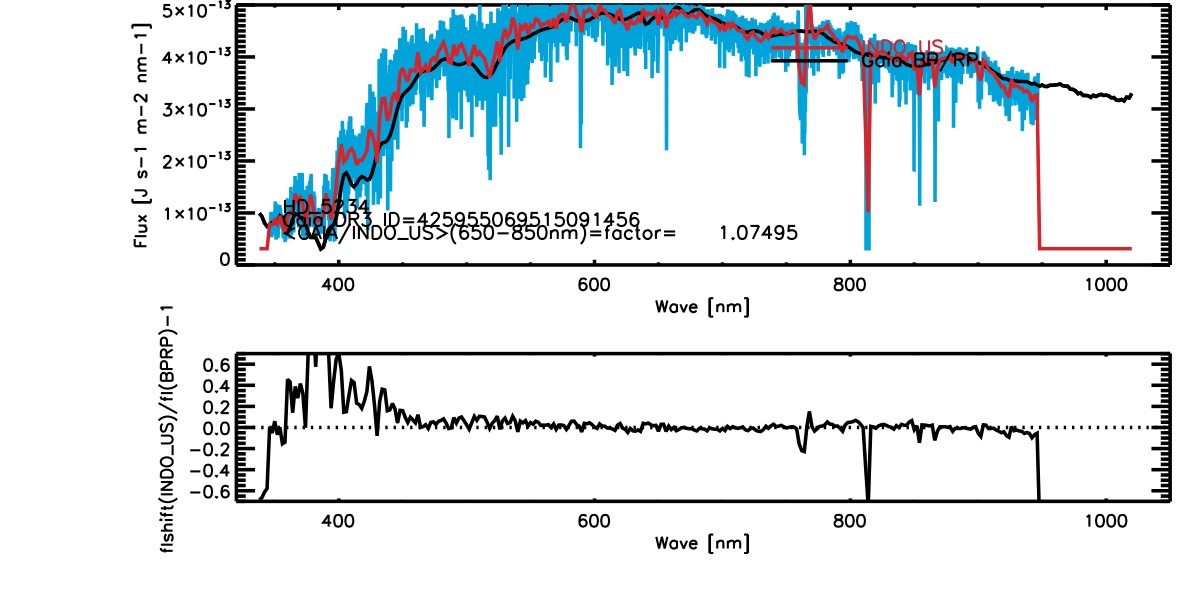 5×10−13
4×10−13
3×10−13
2×10−13
1×10−13
0
Flux [J s−1 m−2 nm−1]
INDO_US
Gaia BP/RP
HD_5234
Gaia DR3 ID=425955069515091456
<GAIA/INDO_US>(650−850nm)=factor= 1.07495
400 600 800 1000
Wave [nm]
flshift(INDO_US)/fl(BPRP)−1
0.6
0.4
0.2
0.0
−0.2
−0.4
−0.6
400 600 800 1000
Wave [nm]